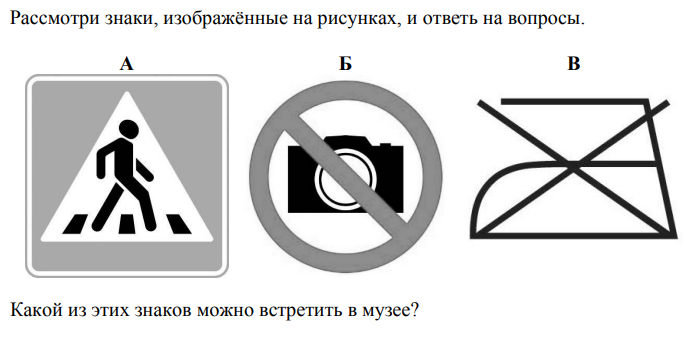 Рассмотри знаки, изображённые на рисунках, и ответь на вопросы.
А Б В
Какой из этих знаков можно встретить в музее?